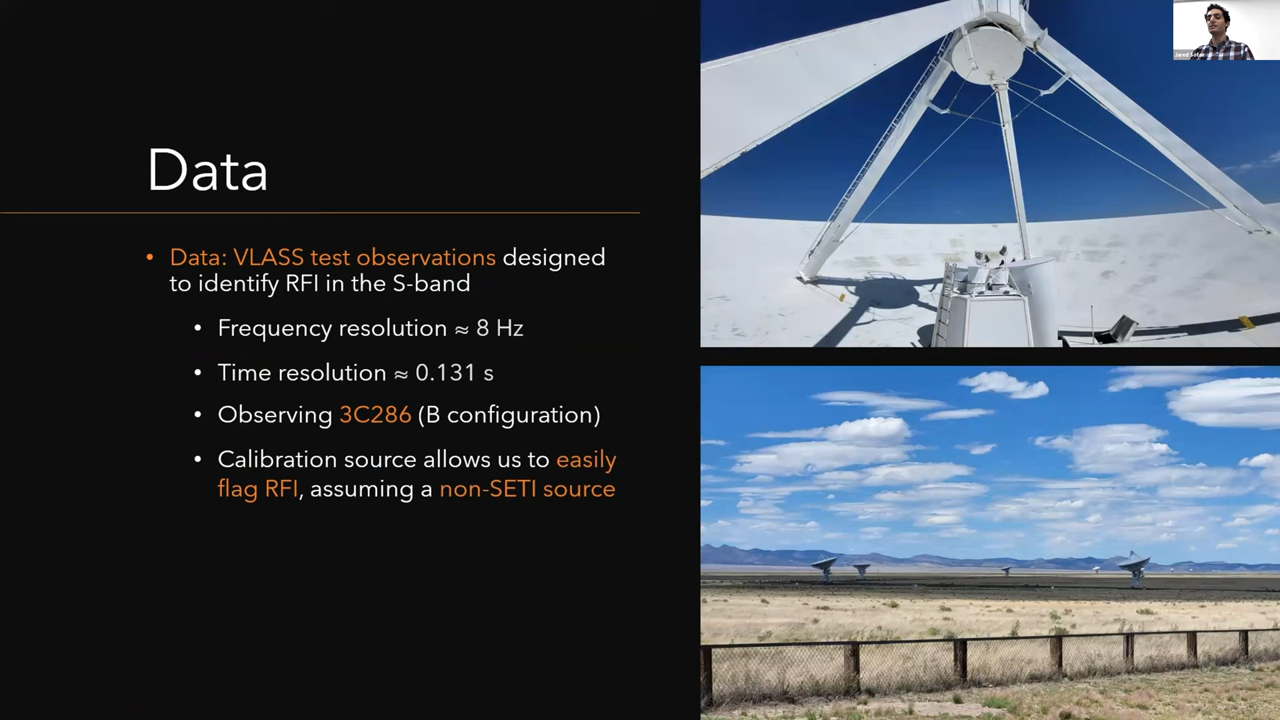 Data
• Data: VLASS test observations designed
to identify RFI in the S-band
• Frequency resolution ≈ 8 Hz
• Time resolution ≈ 0.131 s
• Observing 3C286 (B configuration)
• Calibration source allows us to easily
flag RFI, assuming a non-SETI source
Jared